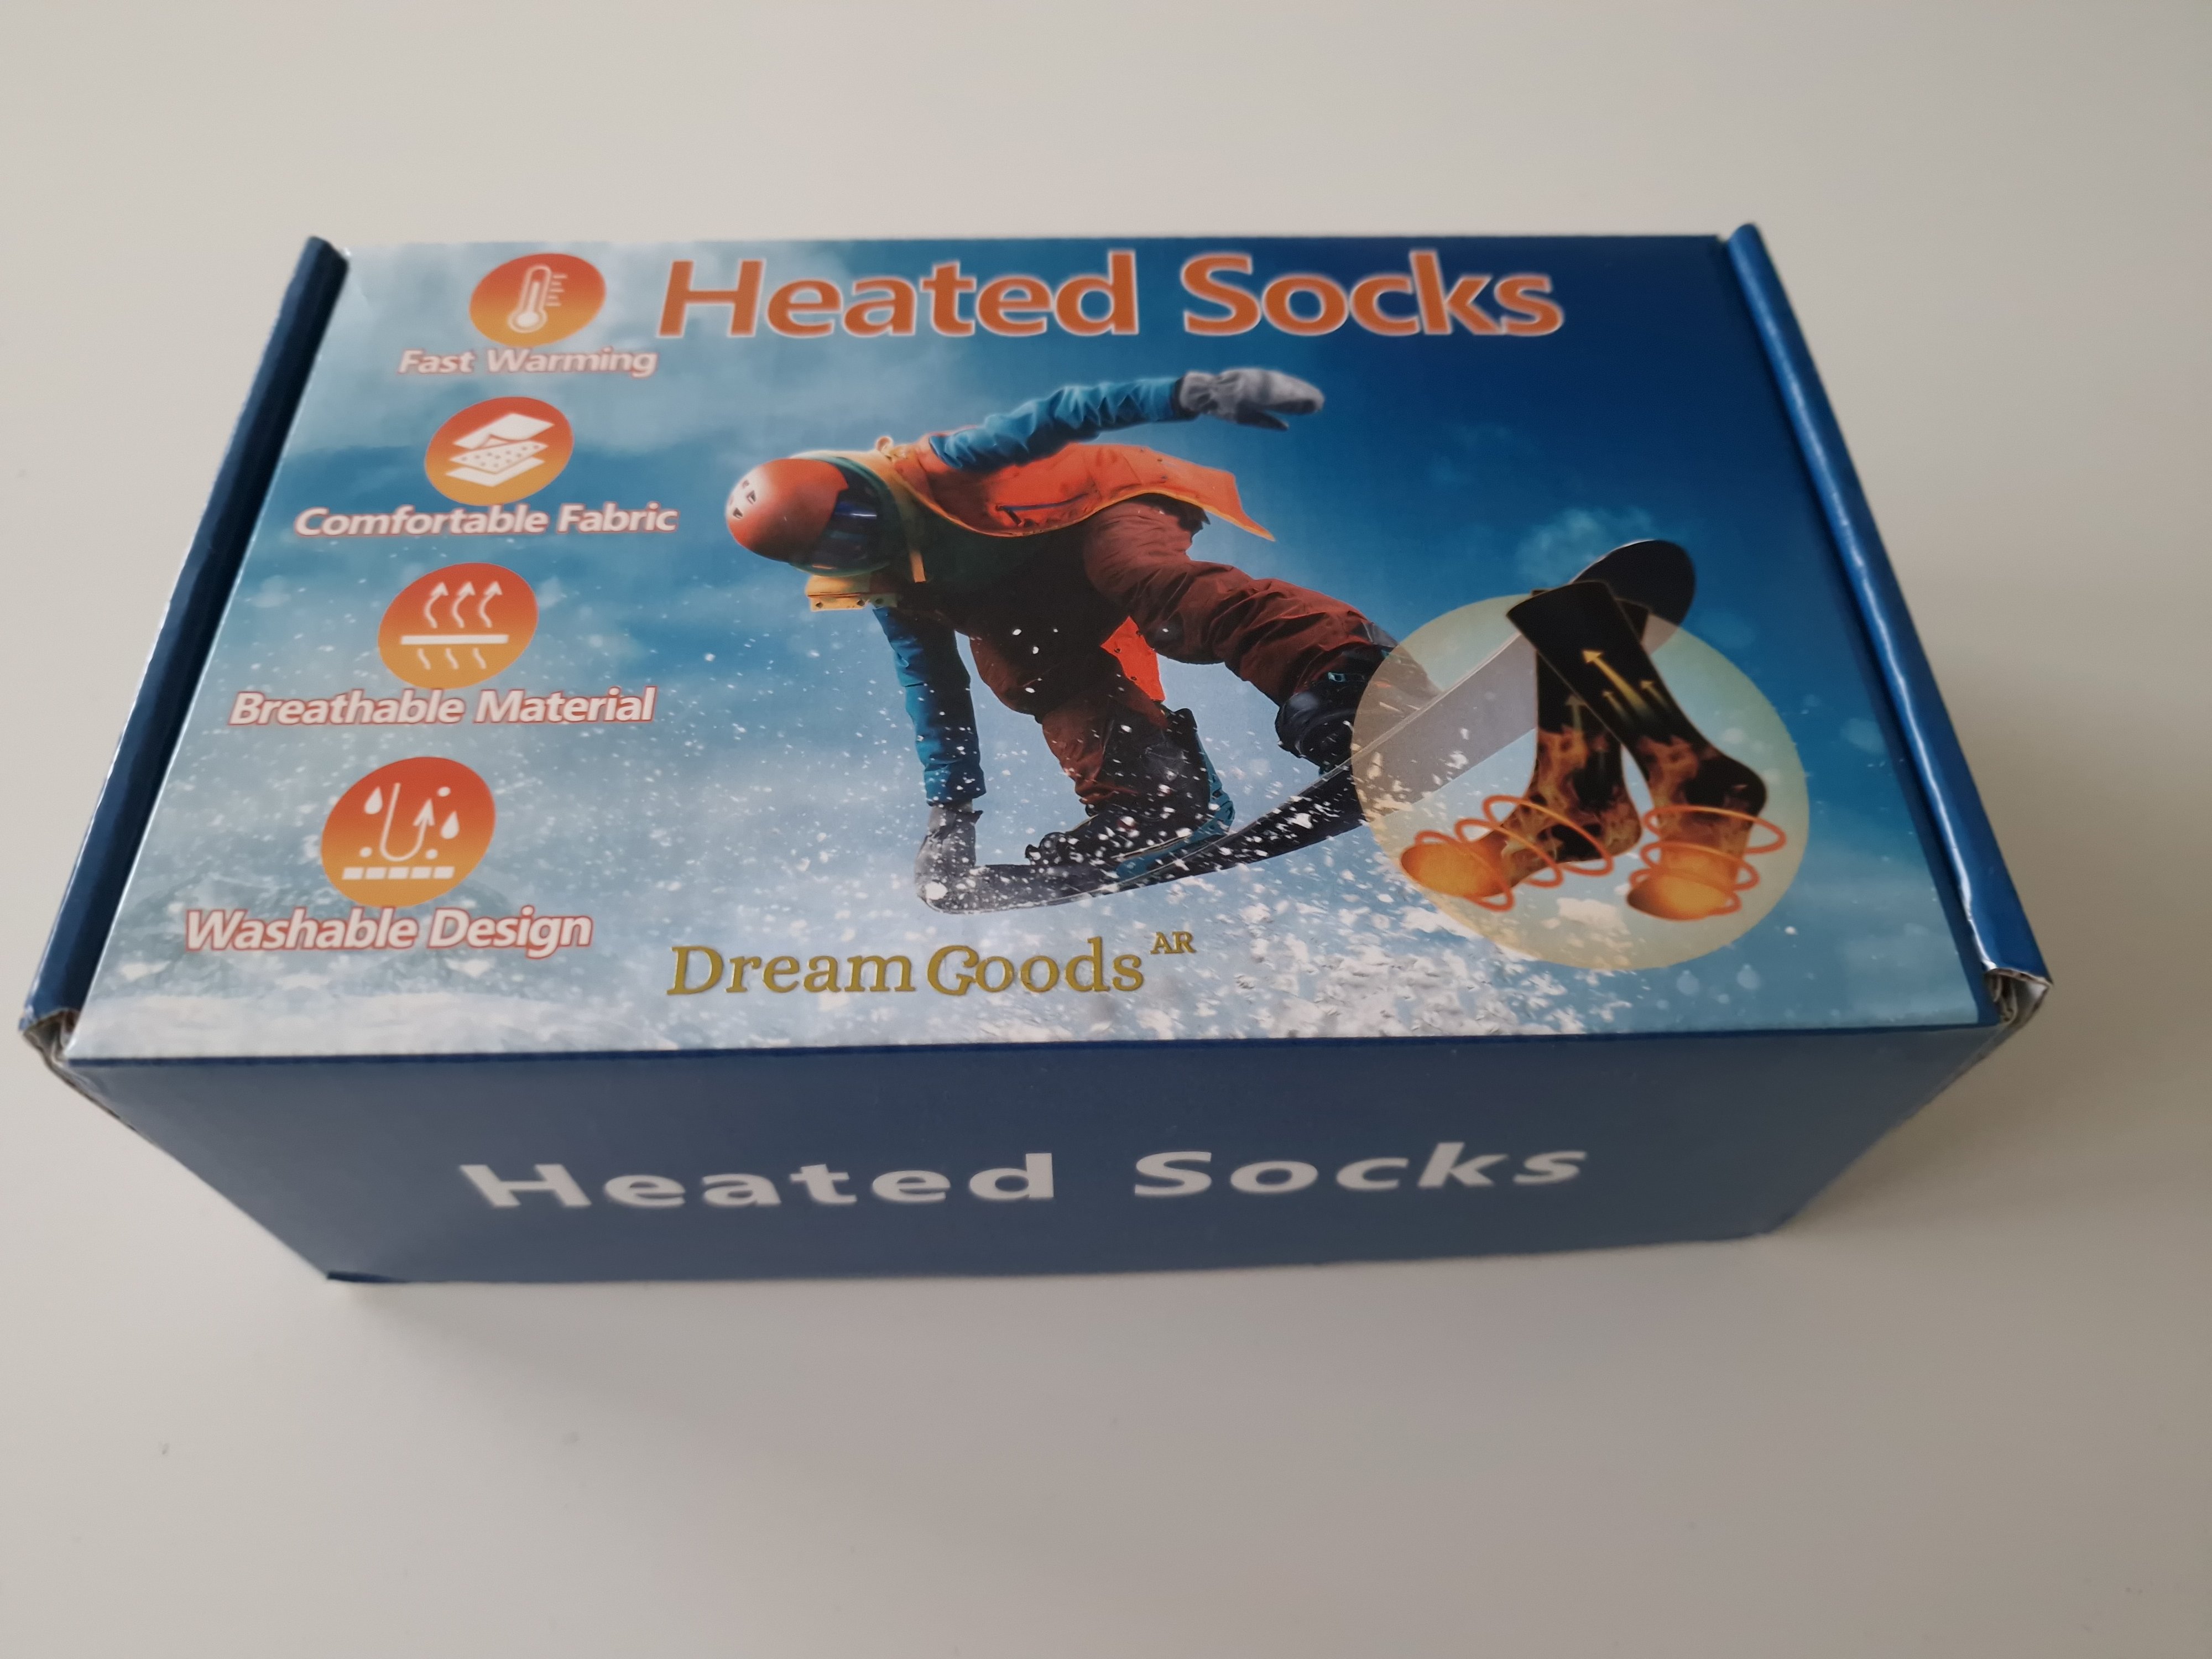 Heated Socks
Fast Warming
Comfortable Fabric
Breathable Material
Washable Design
DreamGoods AR
Heated Socks